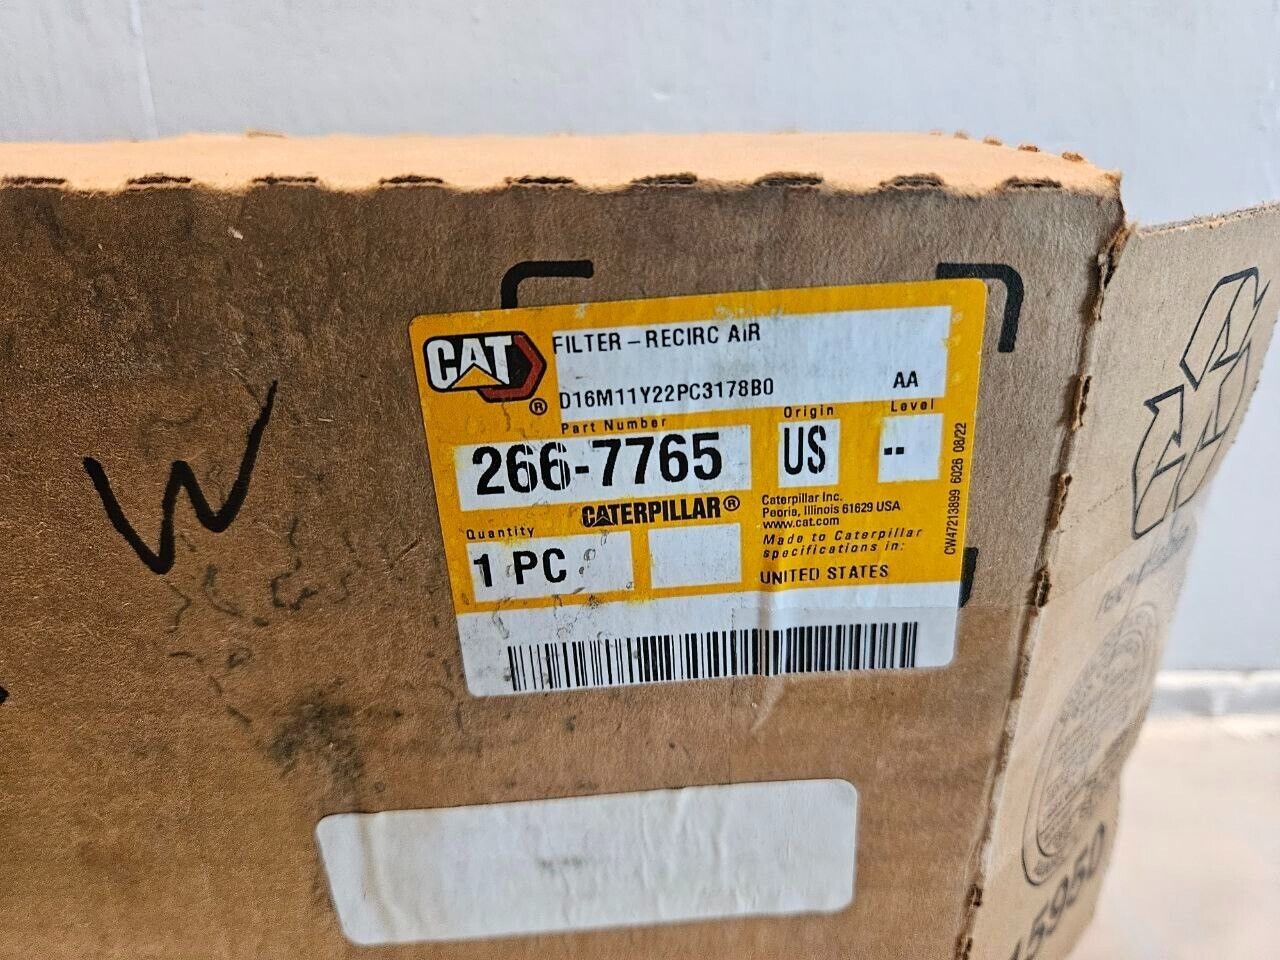 CAT
®
FILTER - RECIRC AIR
D16M11Y22PC3178B0
AA
Part Number
Origin
Level
266-7765
US
--
CATERPILLAR®
Caterpillar Inc.
Peoria, Illinois 61629 USA
www.cat.com
Quantity
1 PC
Made to Caterpillar
specifications in:
UNITED STATES
CW47213899 6026 08/22
W